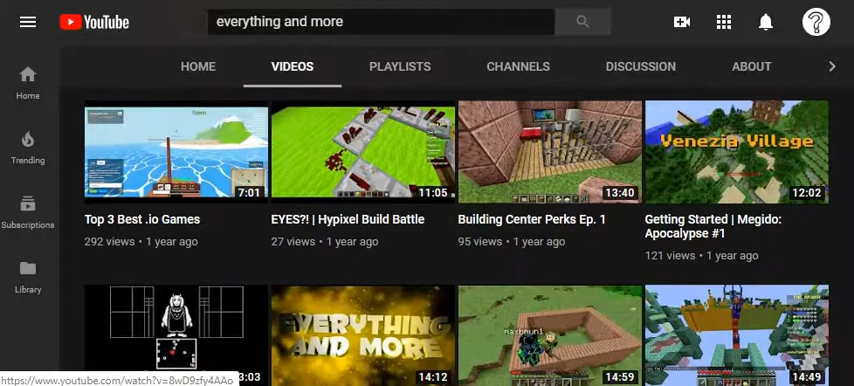 YouTube
everything and more
HOME
VIDEOS
PLAYLISTS
CHANNELS
DISCUSSION
ABOUT
Home
Trending
Subscriptions
Library
7:01
11:05
13:40
Venezia Village
12:02
Top 3 Best .io Games
292 views • 1 year ago
EYES?! | Hypixel Build Battle
27 views • 1 year ago
Building Center Perks Ep. 1
95 views • 1 year ago
Getting Started | Megido:
Apocalypse #1
121 views • 1 year ago
3:03
EVERYTHING
AND MORE
14:12
14:59
14:49
https://www.youtube.com/watch?v=8wD9zfy4AAo